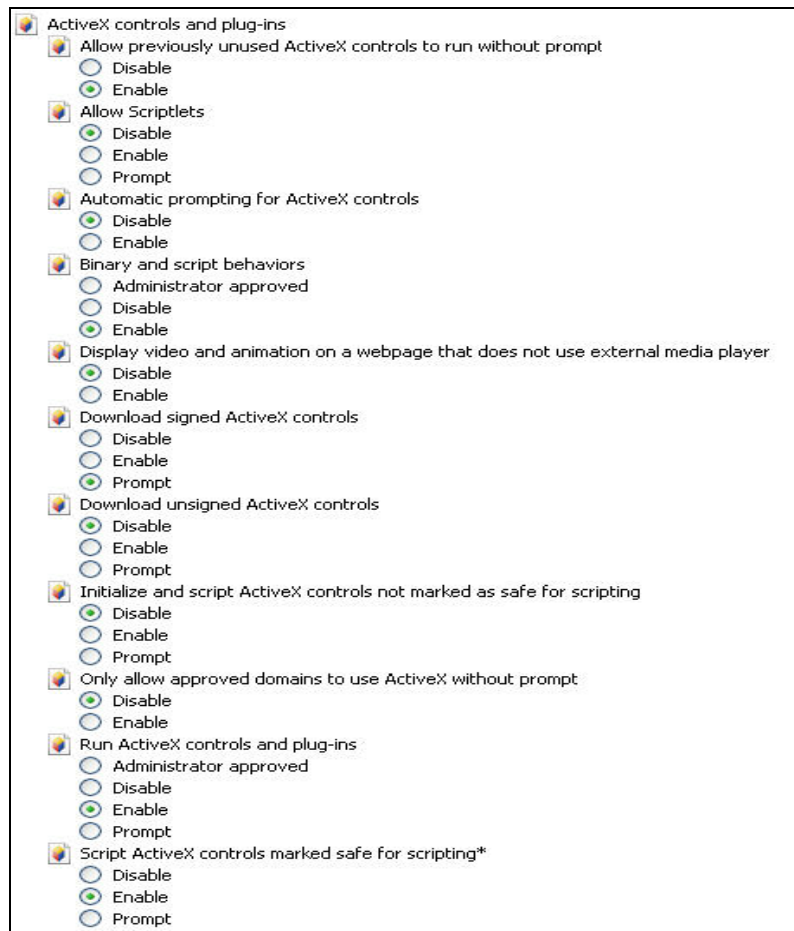 ActiveX controls and plug-ins
Allow previously unused ActiveX controls to run without prompt
Disable
Enable
Allow Scriptlets
Disable
Enable
Prompt
Automatic prompting for ActiveX controls
Disable
Enable
Binary and script behaviors
Administrator approved
Disable
Enable
Display video and animation on a webpage that does not use external media player
Disable
Enable
Download signed ActiveX controls
Disable
Enable
Prompt
Download unsigned ActiveX controls
Disable
Enable
Prompt
Initialize and script ActiveX controls not marked as safe for scripting
Disable
Enable
Prompt
Only allow approved domains to use ActiveX without prompt
Disable
Enable
Run ActiveX controls and plug-ins
Administrator approved
Disable
Enable
Prompt
Script ActiveX controls marked safe for scripting*
Disable
Enable
Prompt